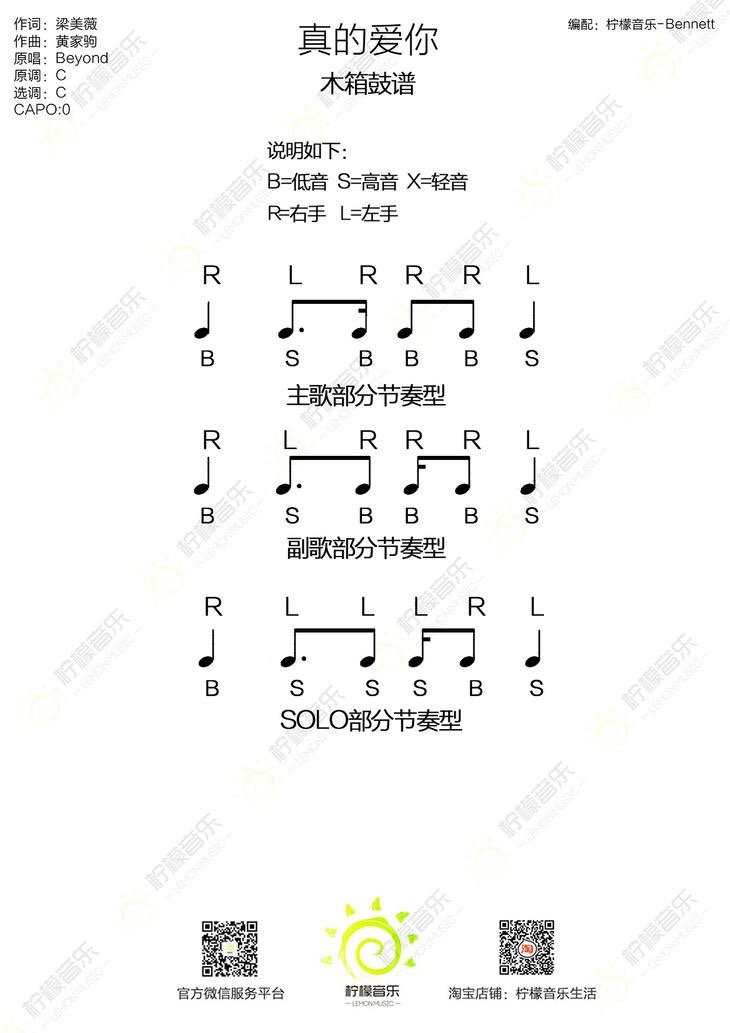 作词：梁美薇
作曲：黄家驹
原唱：Beyond
原调：C
选调：C
CAPO:0
真的爱你
编配：柠檬音乐-Bennett
木箱鼓谱
说明如下：
B=低音 S=高音 X=轻音
R=右手 L=左手
R L R R R L
B S B B B S
主歌部分节奏型
R L R R R L
B S B B B S
副歌部分节奏型
R L L L R L
B S S S B S
SOLO部分节奏型
官方微信服务平台
柠檬音乐
LEMONMUSIC
淘
淘宝店铺：柠檬音乐生活